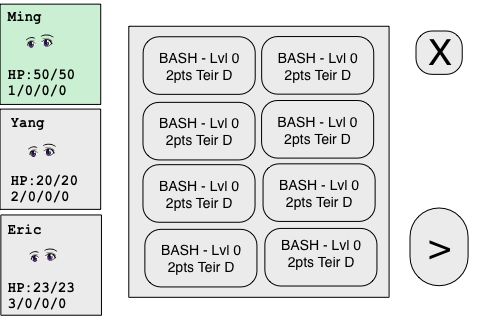 Ming
HP:50/50
1/0/0/0
Yang
HP:20/20
2/0/0/0
Eric
HP:23/23
3/0/0/0
BASH - Lvl 0
2pts Teir D
BASH - Lvl 0
2pts Teir D
BASH - Lvl 0
2pts Teir D
BASH - Lvl 0
2pts Teir D
BASH - Lvl 0
2pts Teir D
BASH - Lvl 0
2pts Teir D
BASH - Lvl 0
2pts Teir D
BASH - Lvl 0
2pts Teir D
X
>